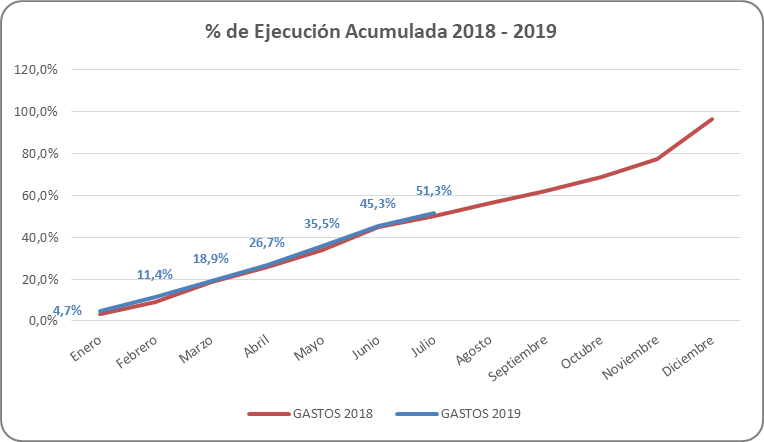 % de Ejecución Acumulada 2018 - 2019
120,0%
100,0%
80,0%
60,0%
40,0%
20,0%
0,0%
4,7%
11,4%
18,9%
26,7%
35,5%
45,3%
51,3%
Enero
Febrero
Marzo
Abril
Mayo
Junio
Julio
Agosto
Septiembre
Octubre
Noviembre
Diciembre
GASTOS 2018
GASTOS 2019